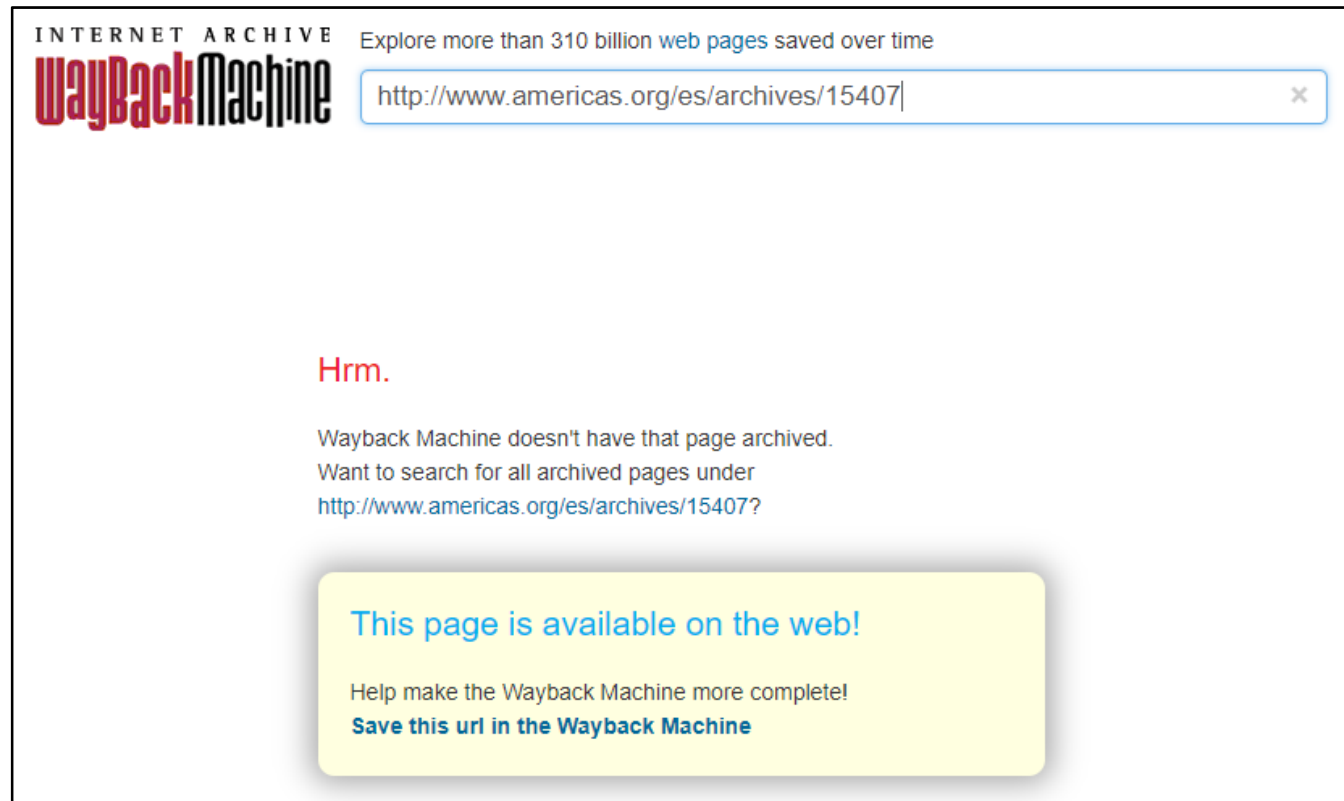 INTERNET ARCHIVE
WayBackMachine
Explore more than 310 billion web pages saved over time
http://www.americas.org/es/archives/15407
×
Hrm.
Wayback Machine doesn't have that page archived.
Want to search for all archived pages under
http://www.americas.org/es/archives/15407?
This page is available on the web!
Help make the Wayback Machine more complete!
Save this url in the Wayback Machine